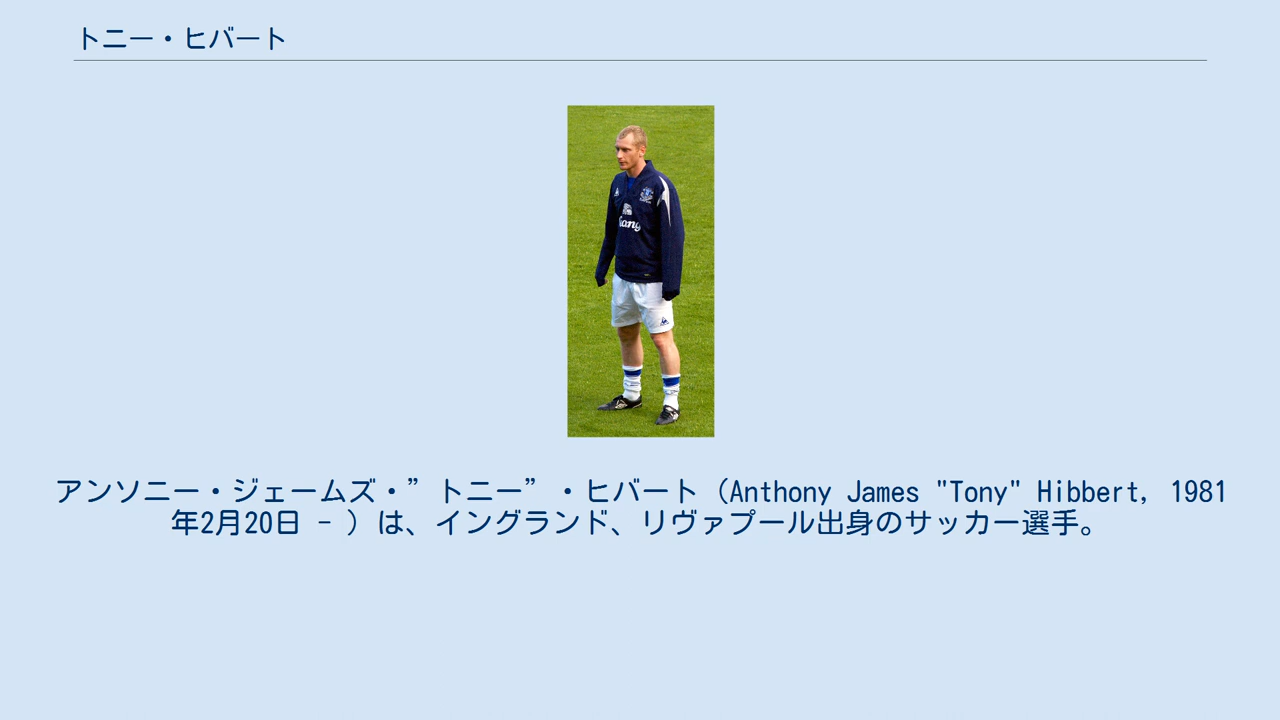 トニー・ヒバート
アンソニー・ジェームズ・”トニー”・ヒバート（Anthony James "Tony" Hibbert, 1981
年2月20日 - ）は、イングランド、リヴァプール出身のサッカー選手。